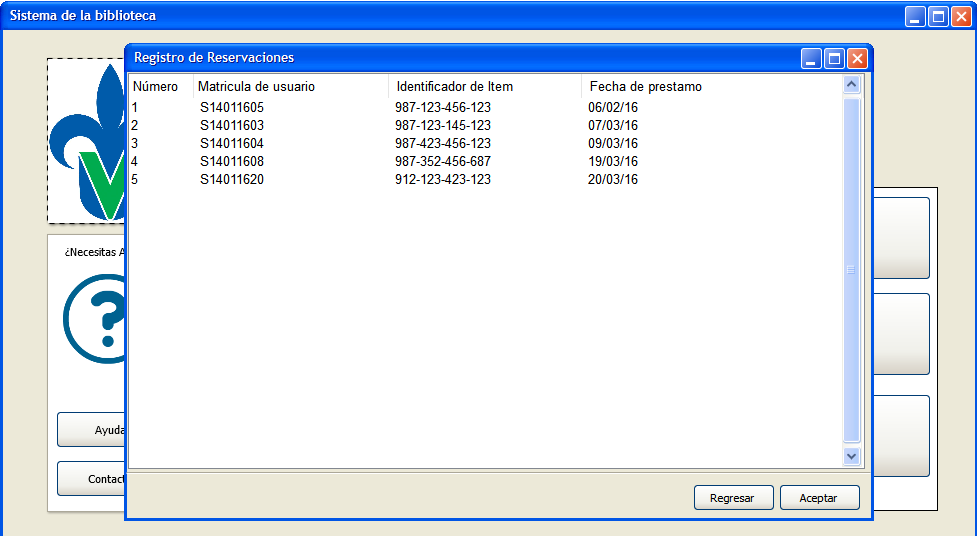 Sistema de la biblioteca
Registro de Reservaciones
Número Matricula de usuario Identificador de Item Fecha de prestamo
1 S14011605 987-123-456-123 06/02/16
2 S14011603 987-123-145-123 07/03/16
3 S14011604 987-423-456-123 09/03/16
4 S14011608 987-352-456-687 19/03/16
5 S14011620 912-123-423-123 20/03/16
¿Necesitas A
?
Ayuda
Contact
Regresar Aceptar